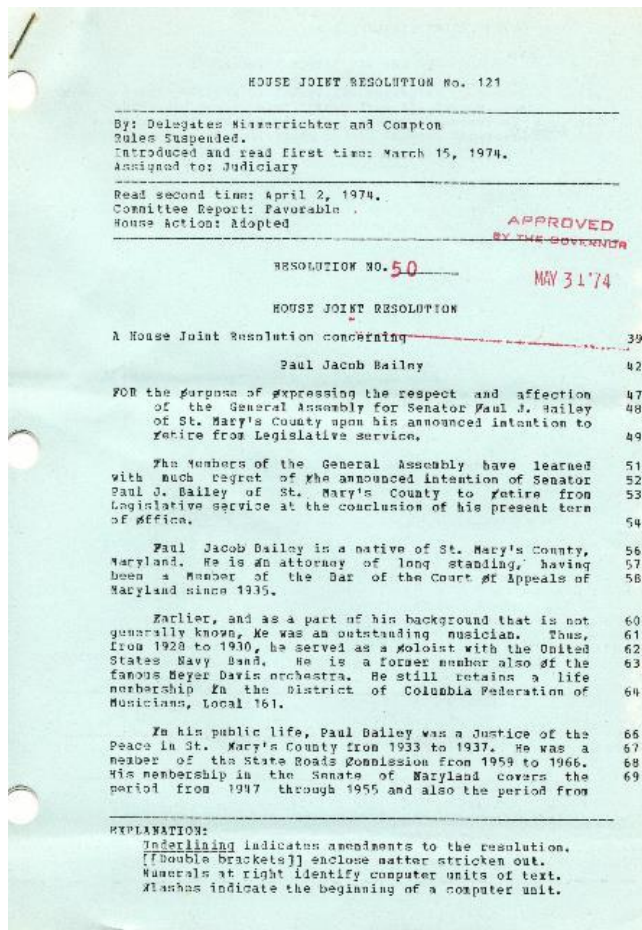 HOUSE JOINT RESOLUTION No. 121
By: Delegates Nimmerrichter and Compton
Rules Suspended.
Introduced and read first time: March 15, 1974.
Assigned to: Judiciary
Read second time: April 2, 1974.
Committee Report: Favorable .
House Action: Adopted
APPROVED
BY THE GOVERNOR
MAY 31 '74
RESOLUTION NO. 50
HOUSE JOINT RESOLUTION
A House Joint Resolution concerning 39
Paul Jacob Bailey 42
FOR the purpose of expressing the respect and affection 47
of the General Assembly for Senator Paul J. Bailey 48
of St. Mary's County upon his announced intention to
retire from Legislative service. 49
The Members of the General Assembly have learned 51
with much regret of the announced intention of Senator 52
Paul J. Bailey of St. Mary's County to retire from 53
Legislative service at the conclusion of his present term
of office. 54
Paul Jacob Bailey is a native of St. Mary's County, 56
Maryland. He is an attorney of long standing, having 57
been a Member of the Bar of the Court of Appeals of 58
Maryland since 1935.
Earlier, and as a part of his background that is not 60
generally known, he was an outstanding musician. Thus, 61
from 1928 to 1930, he served as a soloist with the United 62
States Navy Band. He is a former member also of the 63
famous Meyer Davis orchestra. He still retains a life
membership in the District of Columbia Federation of 64
Musicians, Local 161.
In his public life, Paul Bailey was a Justice of the 66
Peace in St. Mary's County from 1933 to 1937. He was a 67
member of the State Roads Commission from 1959 to 1966. 68
His membership in the Senate of Maryland covers the 69
period from 1947 through 1955 and also the period from
EXPLANATION:
Underlining indicates amendments to the resolution.
[[Double brackets]] enclose matter stricken out.
Numerals at right identify computer units of text.
Slashes indicate the beginning of a computer unit.